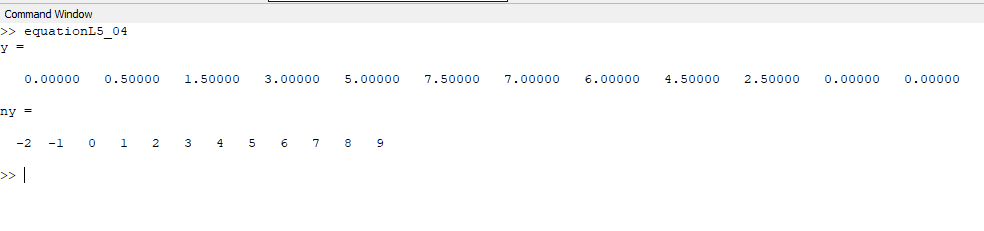 Command Window
>> equationL5_04
y =
0.00000 0.50000 1.50000 3.00000 5.00000 7.50000 7.00000 6.00000 4.50000 2.50000 0.00000 0.00000
ny =
-2 -1 0 1 2 3 4 5 6 7 8 9
>>